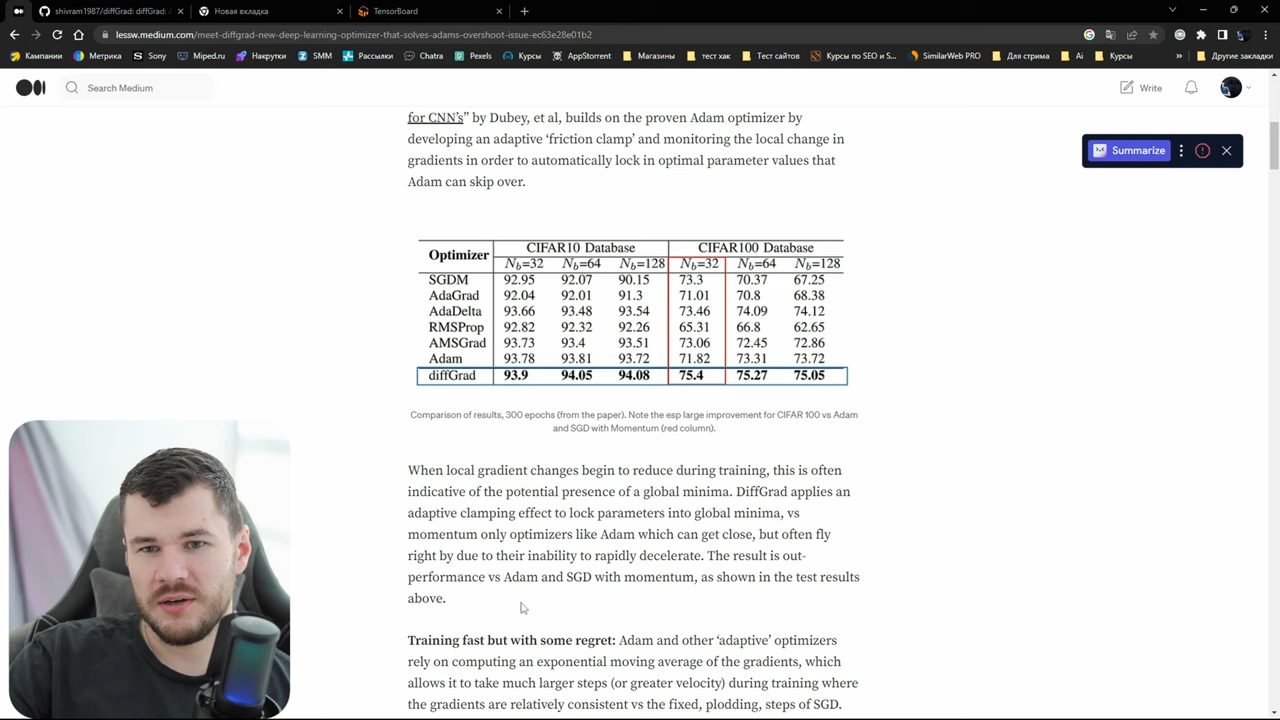 shivram1987/diffGrad: diffGrad: A
Новая вкладка
TensorBoard
lessw.medium.com/meet-diffgrad-new-deep-learning-optimizer-that-solves-adams-overshoot-issue-ec63e28e01b2
Кампании Метрика Sony Miped.ru Накрутки SMM Рассылки Chatra Pexels Курсы AppStorrent Магазины тест хак Тест сайтов Курсы по SEO и S... SimilarWeb PRO Для стрима Ai Курсы » Другие закладки
Search Medium
Write
Summarize
for CNN's” by Dubey, et al, builds on the proven Adam optimizer by
developing an adaptive ‘friction clamp’ and monitoring the local change in
gradients in order to automatically lock in optimal parameter values that
Adam can skip over.
Optimizer CIFAR10 Database CIFAR100 Database
N_b=32 N_b=64 N_b=128 N_b=32 N_b=64 N_b=128
SGDM 92.95 92.07 90.15 73.3 70.37 67.25
AdaGrad 92.04 92.01 91.3 71.01 70.8 68.38
AdaDelta 93.66 93.48 93.54 73.46 74.09 74.12
RMSProp 92.82 92.32 92.26 65.31 66.8 62.65
AMSGrad 93.73 93.4 93.51 73.06 72.45 72.86
Adam 93.78 93.81 93.72 71.82 73.31 73.72
diffGrad 93.9 94.05 94.08 75.4 75.27 75.05
Comparison of results, 300 epochs (from the paper). Note the esp large improvement for CIFAR 100 vs Adam
and SGD with Momentum (red column).
When local gradient changes begin to reduce during training, this is often
indicative of the potential presence of a global minima. DiffGrad applies an
adaptive clamping effect to lock parameters into global minima, vs
momentum only optimizers like Adam which can get close, but often fly
right by due to their inability to rapidly decelerate. The result is out-
performance vs Adam and SGD with momentum, as shown in the test results
above.
Training fast but with some regret: Adam and other ‘adaptive’ optimizers
rely on computing an exponential moving average of the gradients, which
allows it to take much larger steps (or greater velocity) during training where
the gradients are relatively consistent vs the fixed, plodding, steps of SGD.